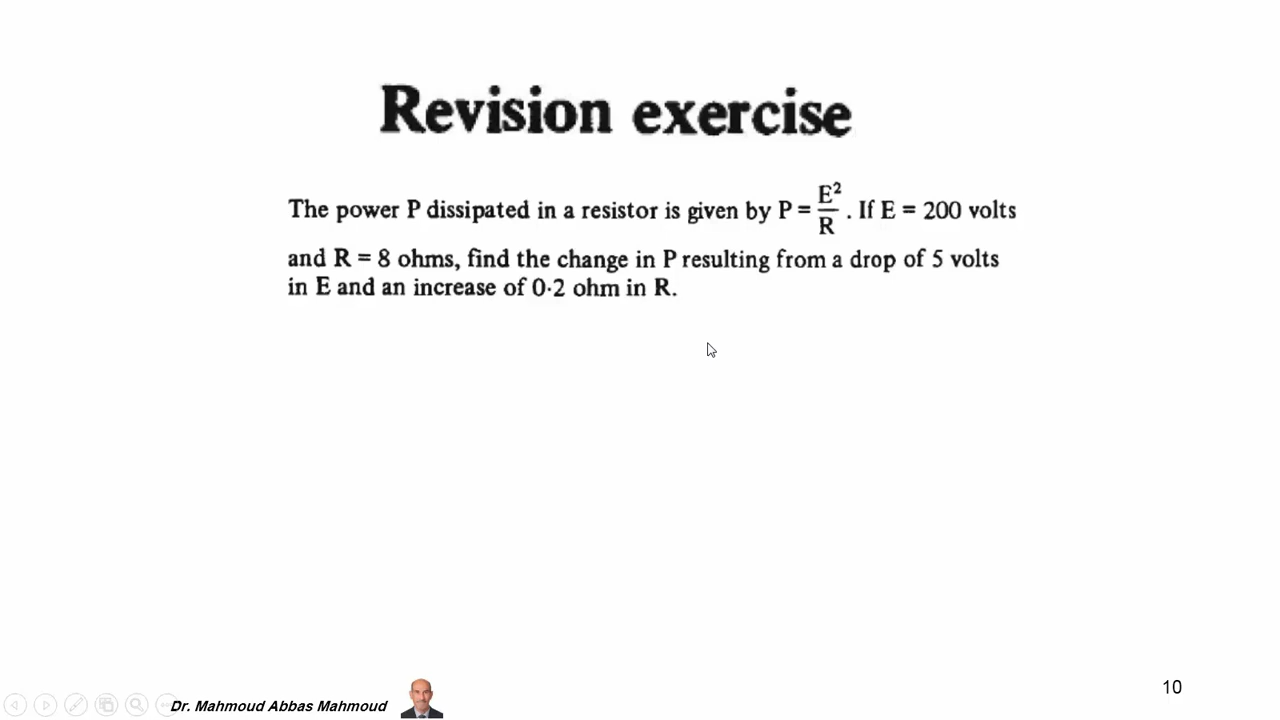 Revision exercise
The power P dissipated in a resistor is given by P = E²/R . If E = 200 volts
and R = 8 ohms, find the change in P resulting from a drop of 5 volts
in E and an increase of 0·2 ohm in R.
10
Dr. Mahmoud Abbas Mahmoud